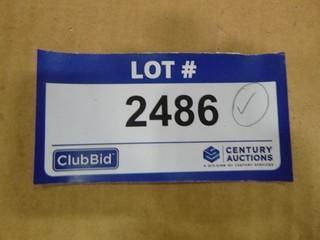 LOT #
2486
ClubBid
CENTURY
AUCTIONS
A DIVISION OF CENTURY SERVICES